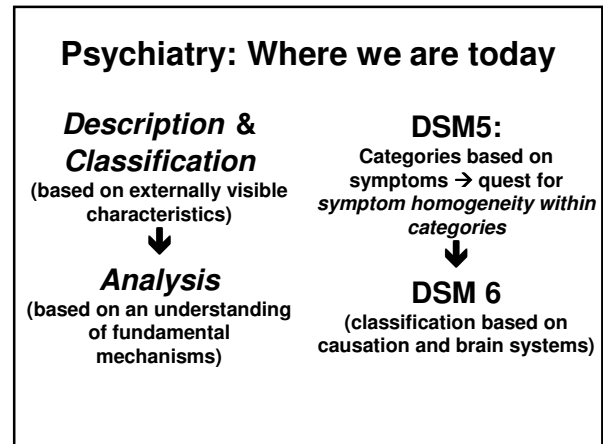 Psychiatry: Where we are today
Description &
Classification
(based on externally visible
characteristics)
🡻
Analysis
(based on an understanding
of fundamental
mechanisms)
DSM5:
Categories based on
symptoms → quest for
symptom homogeneity within
categories
🡻
DSM 6
(classification based on
causation and brain systems)